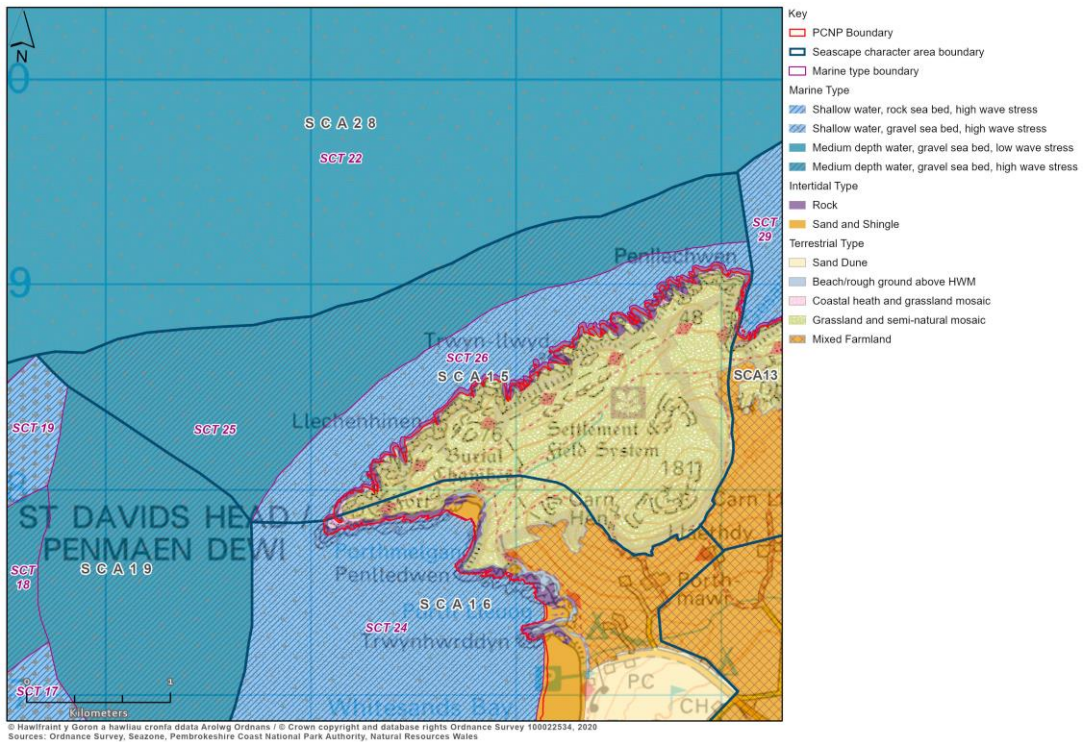 N
0
9
SCA28
SCT 22
SCT
29
Penllechwen
48
Trwyn-llwyd
SCT 26
SCA15
SCA13
SCT 19
SCT 25
Llechenhinen
Settlement &
Field System
Burial
181
ST DAVIDS HEAD /
PENMAEN DEWI
Carn
Porthmelgan
Penlledwen
Porth-
mawr
SCT
18
SCA19
SCA16
Porth Lleuog
SCT 24
Trwynhwrddyn
SCT 17
PC
CH
0
1
Kilometers
Whitesands Bay
Key
PCNP Boundary
Seascape character area boundary
Marine type boundary
Marine Type
Shallow water, rock sea bed, high wave stress
Shallow water, gravel sea bed, high wave stress
Medium depth water, gravel sea bed, low wave stress
Medium depth water, gravel sea bed, high wave stress
Intertidal Type
Rock
Sand and Shingle
Terrestrial Type
Sand Dune
Beach/rough ground above HWM
Coastal heath and grassland mosaic
Grassland and semi-natural mosaic
Mixed Farmland
© Hawlfraint y Goron a hawliau cronfa ddata Arolwg Ordnans / © Crown copyright and database rights Ordnance Survey 100022534, 2020
Sources: Ordnance Survey, Seazone, Pembrokeshire Coast National Park Authority, Natural Resources Wales